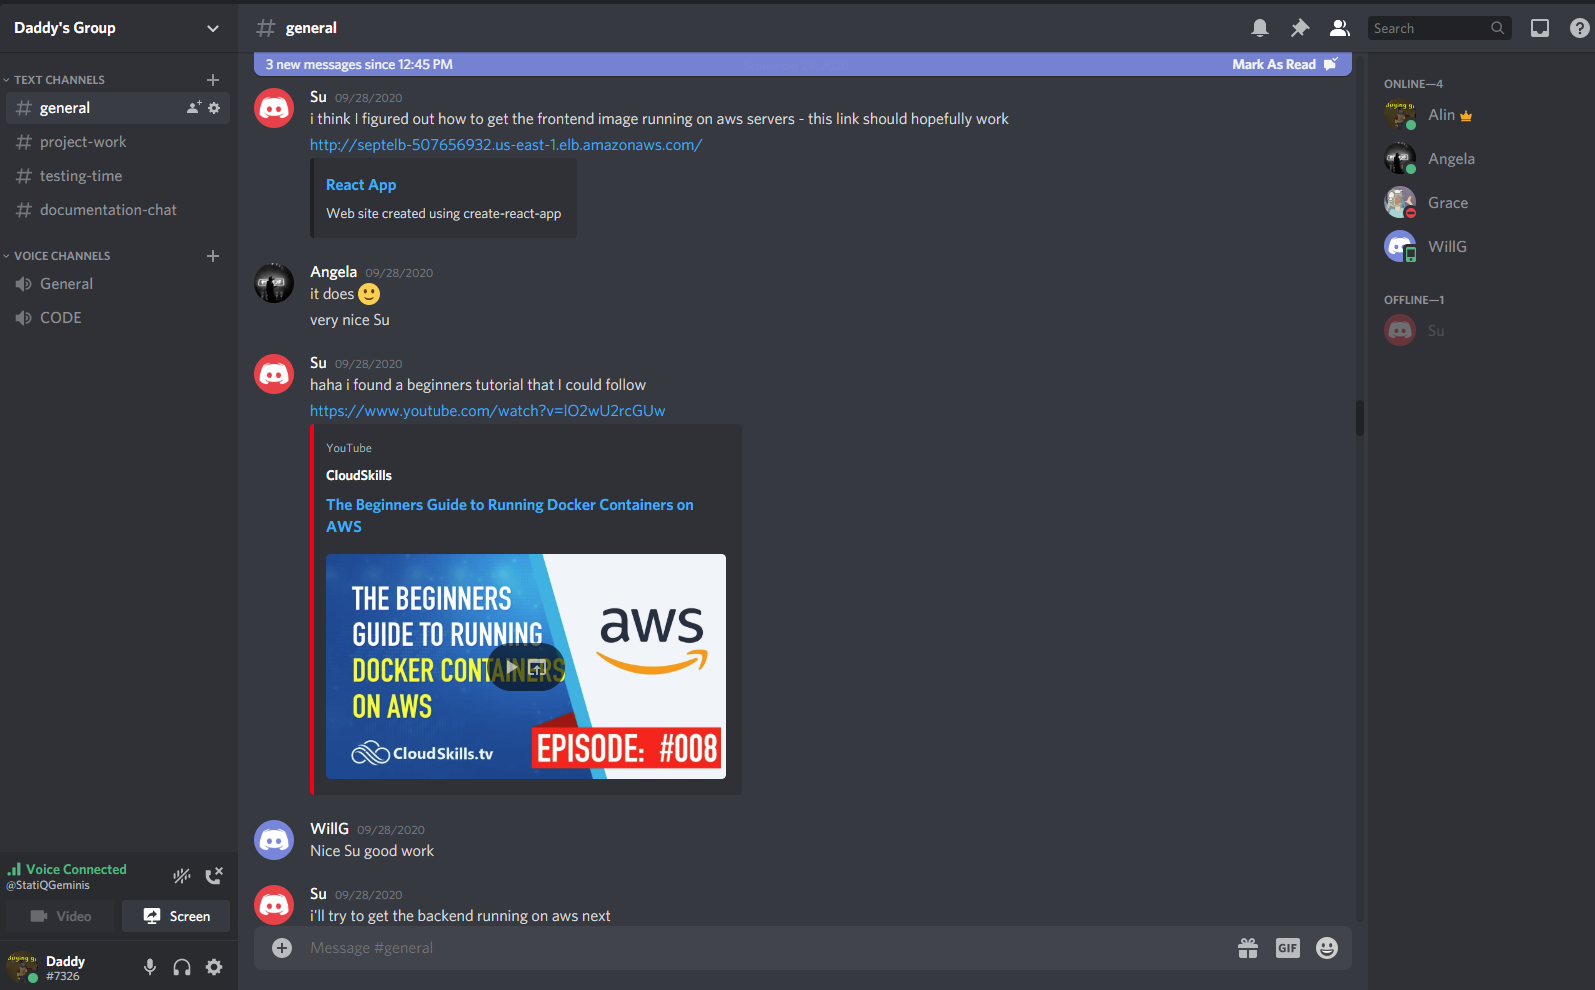 Daddy's Group
TEXT CHANNELS
general
project-work
testing-time
documentation-chat
VOICE CHANNELS
General
CODE
Voice Connected
@StatiQGeminis
Video
Screen
Daddy
#7326
general
Search
3 new messages since 12:45 PM
Mark As Read
Su 09/28/2020
i think I figured out how to get the frontend image running on aws servers - this link should hopefully work
http://septelb-507656932.us-east-1.elb.amazonaws.com/
React App
Web site created using create-react-app
Angela 09/28/2020
it does 🙂
very nice Su
Su 09/28/2020
haha i found a beginners tutorial that I could follow
https://www.youtube.com/watch?v=lO2wU2rcGUw
YouTube
CloudSkills
The Beginners Guide to Running Docker Containers on
AWS
THE BEGINNERS
GUIDE TO RUNNING
DOCKER CONTAINERS
ON AWS
CloudSkills.tv
aws
EPISODE: #008
WillG 09/28/2020
Nice Su good work
Su 09/28/2020
i'll try to get the backend running on aws next
Message #general
GIF
ONLINE—4
Alin
Angela
Grace
WillG
OFFLINE—1
Su